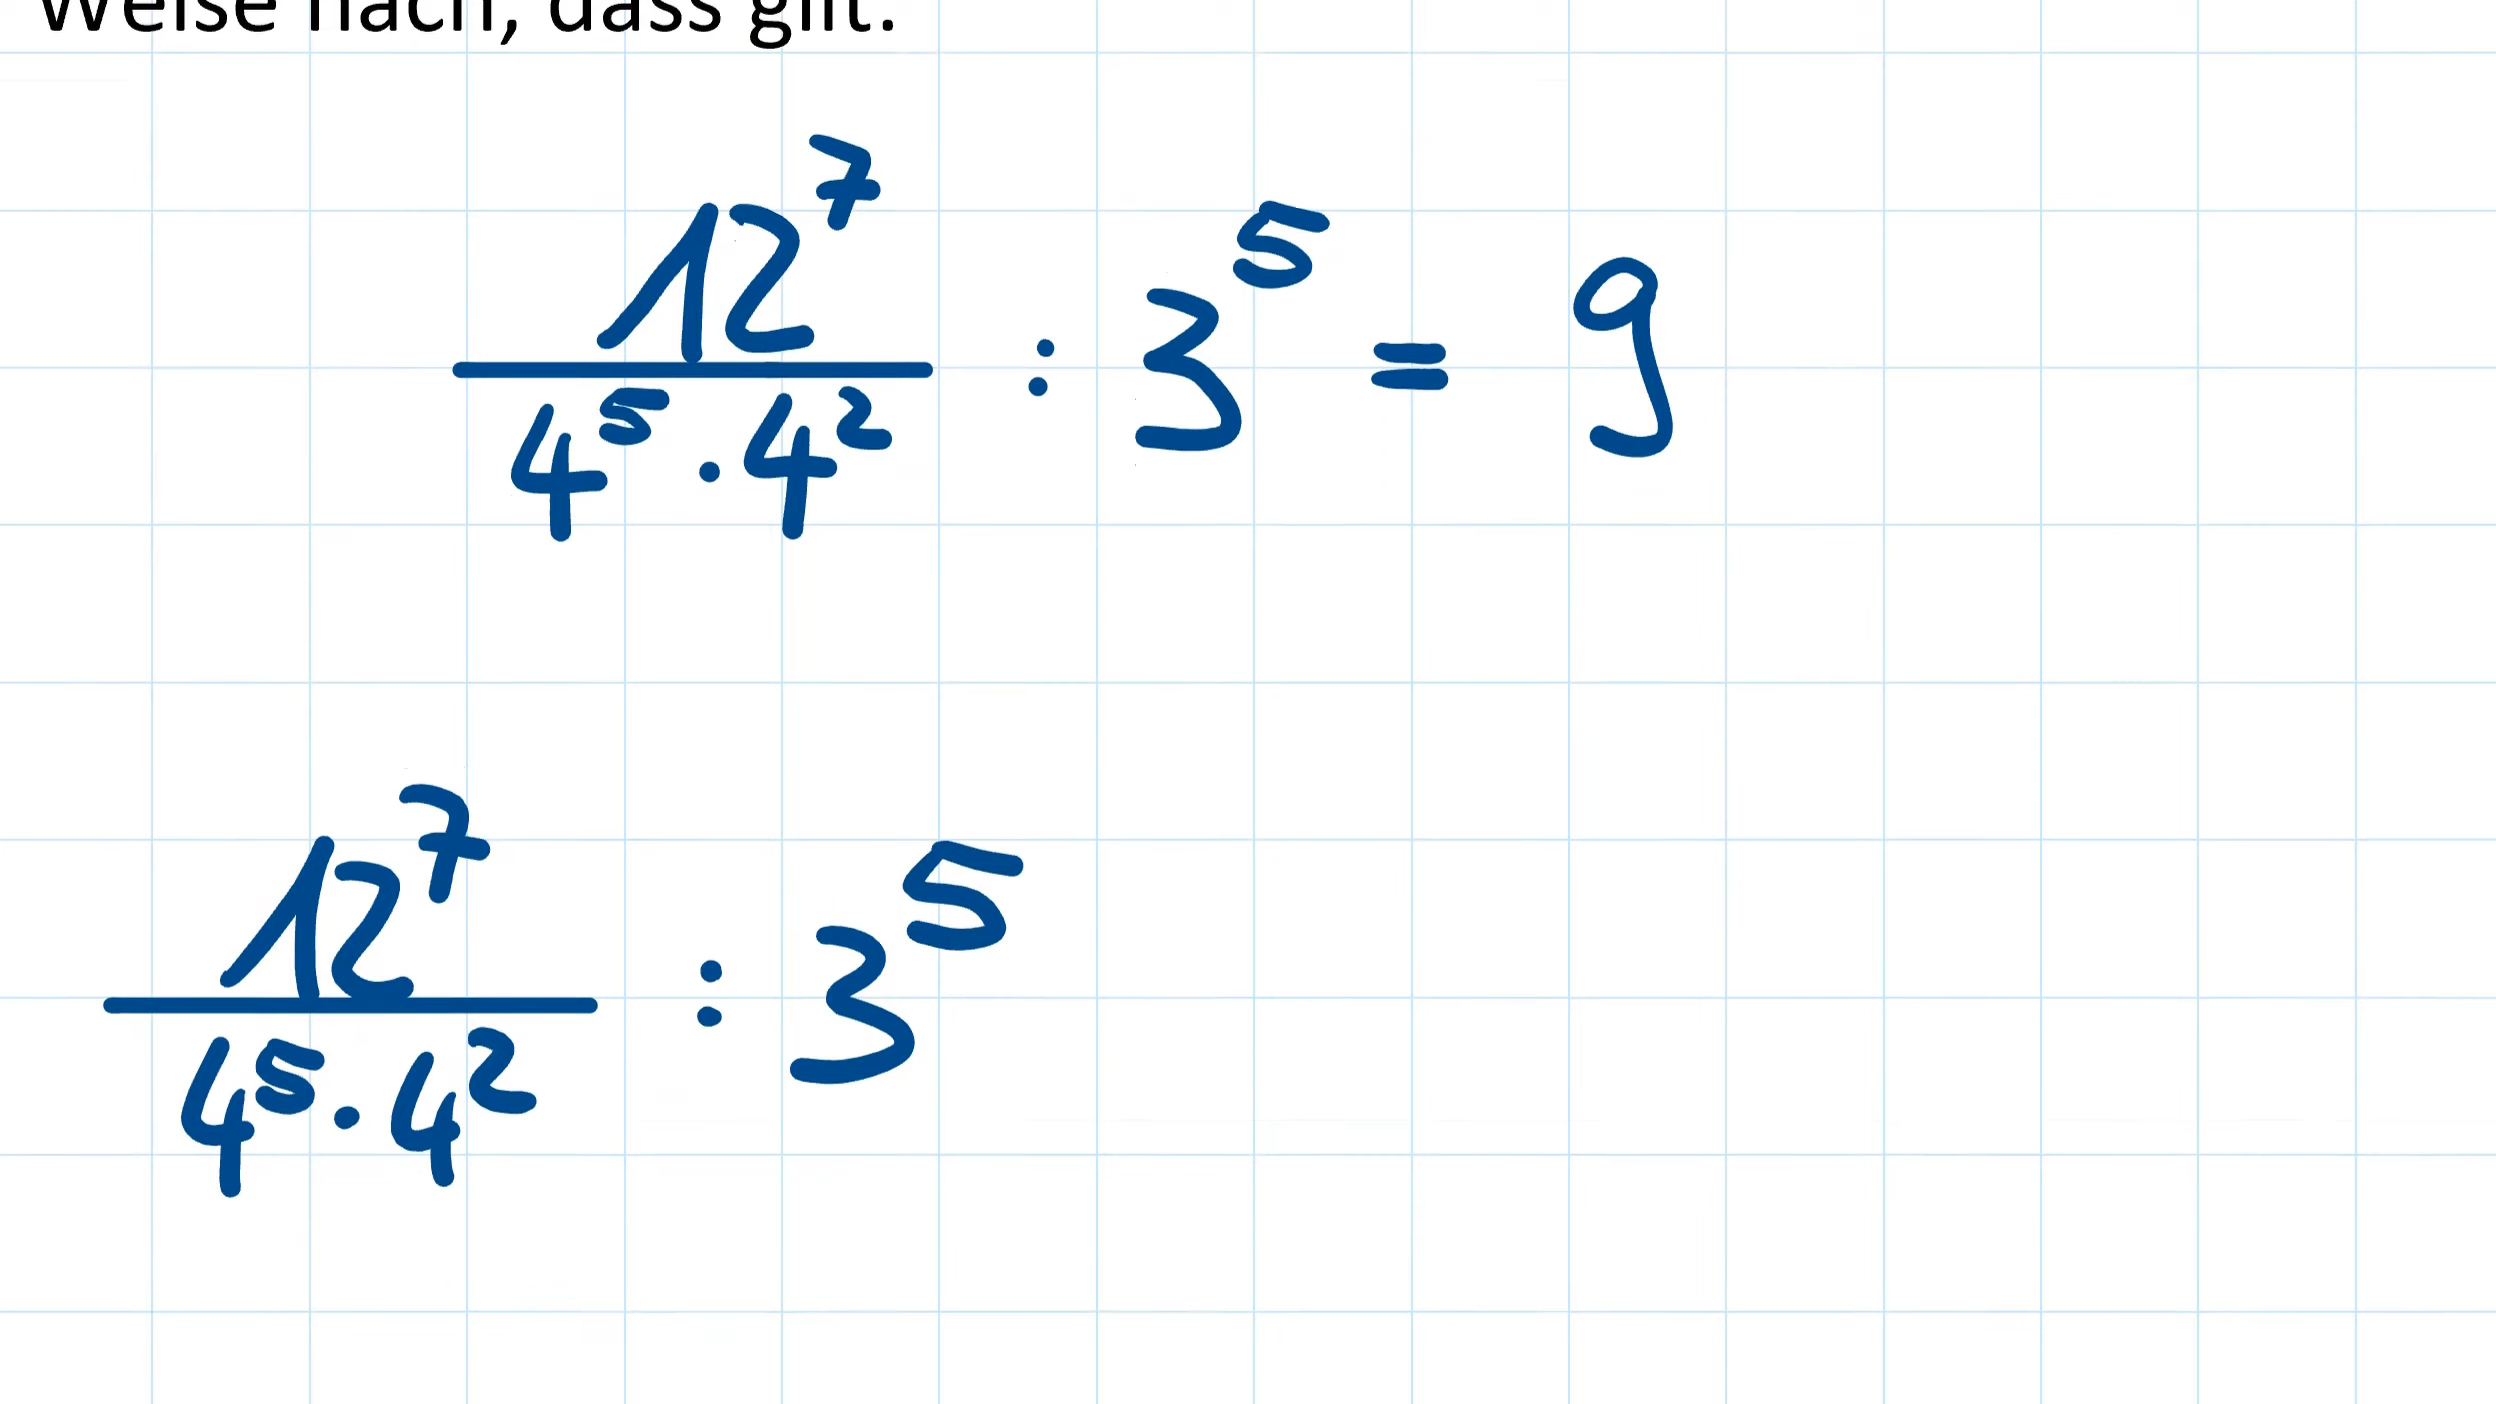 Weise nach, dass gilt:
12^7 / (4^5 · 4^2) : 3^5 = 9
12^7 / (4^5 · 4^2) : 3^5